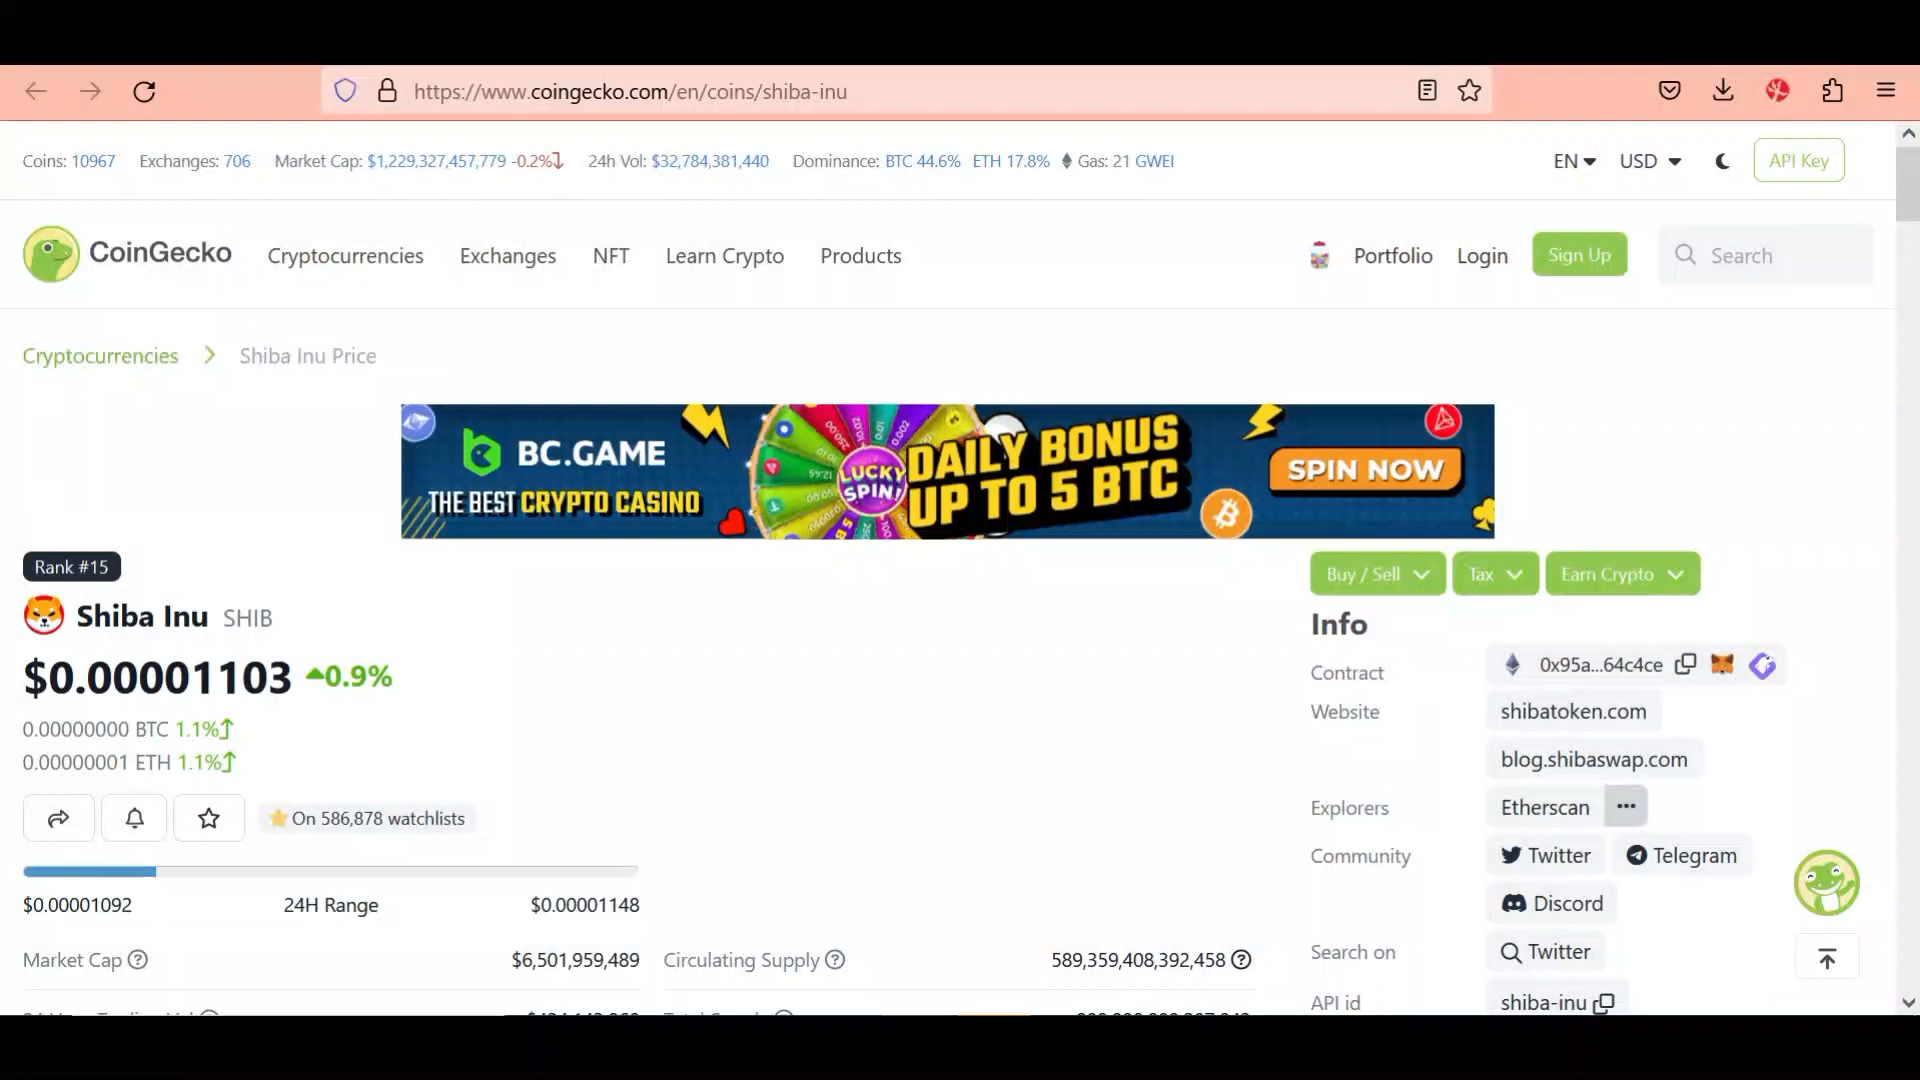 https://www.coingecko.com/en/coins/shiba-inu
Coins: 10967 Exchanges: 706 Market Cap: $1,229,327,457,779 -0.2% 24h Vol: $32,784,381,440 Dominance: BTC 44.6% ETH 17.8% Gas: 21 GWEI EN USD API Key
CoinGecko Cryptocurrencies Exchanges NFT Learn Crypto Products Portfolio Login Sign Up Search
Cryptocurrencies Shiba Inu Price
BC.GAME
THE BEST CRYPTO CASINO
LUCKY
SPIN!
DAILY BONUS
UP TO 5 BTC
SPIN NOW
Rank #15
Shiba Inu SHIB
$0.00001103 0.9%
0.00000000 BTC 1.1%
0.00000001 ETH 1.1%
On 586,878 watchlists
$0.00001092 24H Range $0.00001148
Market Cap $6,501,959,489
Circulating Supply 589,359,408,392,458
Buy / Sell Tax Earn Crypto
Info
Contract 0x95a...64c4ce
Website shibatoken.com
blog.shibaswap.com
Explorers Etherscan
Community Twitter Telegram
Discord
Search on Twitter
API id shiba-inu